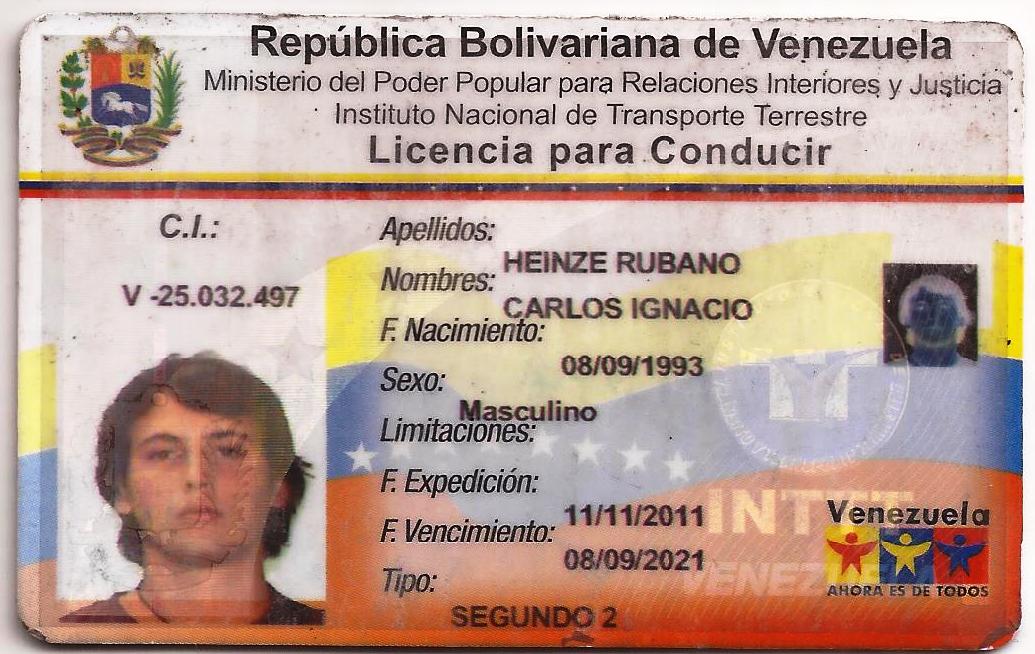 República Bolivariana de Venezuela
Ministerio del Poder Popular para Relaciones Interiores y Justicia
Instituto Nacional de Transporte Terrestre
Licencia para Conducir
C.I.:
V -25.032.497
Apellidos:
HEINZE RUBANO
Nombres:
CARLOS IGNACIO
F. Nacimiento:
08/09/1993
Sexo:
Masculino
Limitaciones:
F. Expedición:
11/11/2011
F. Vencimiento:
08/09/2021
Tipo:
SEGUNDO 2
INTTT
Venezuela
AHORA ES DE TODOS